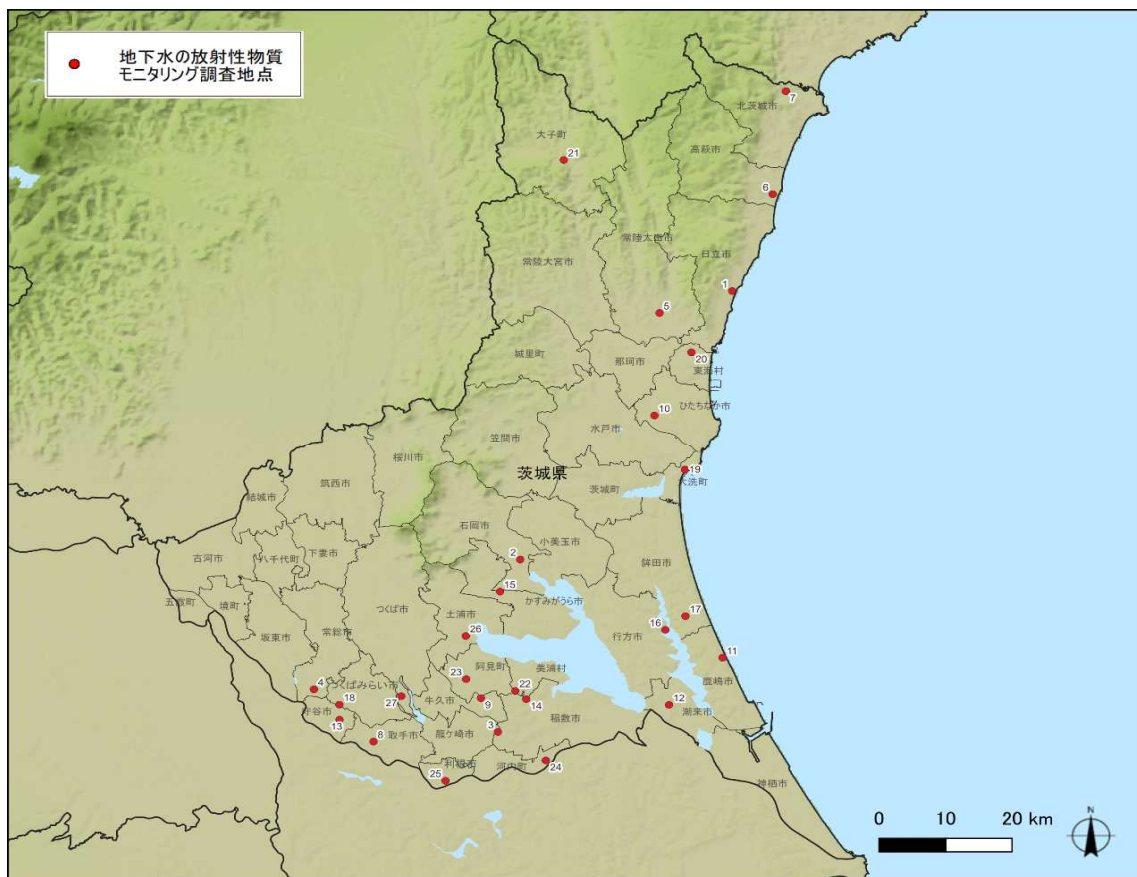 地下水の放射性物質
モニタリング調査地点
北茨城市
7
大子町
21
高萩市
6
常陸太田市
日立市
常陸大宮市
1
5
城里町
那珂市
20
東海村
10
ひたちなか市
水戸市
笠間市
桜川市
茨城県
19
大洗町
茨城町
筑西市
結城市
石岡市
小美玉市
2
古河市
八千代町
下妻市
鉾田市
15
かすみがうら市
五霞町
境町
つくば市
土浦市
17
坂東市
常総市
26
16
行方市
11
阿見町
美浦村
23
鹿嶋市
4
つくばみらい市
22
27
牛久市
9
14
18
12
守谷市
潮来市
稲敷市
13
3
8
取手市
龍ケ崎市
利根町
河内町
24
25
神栖市
0
10
20 km
N